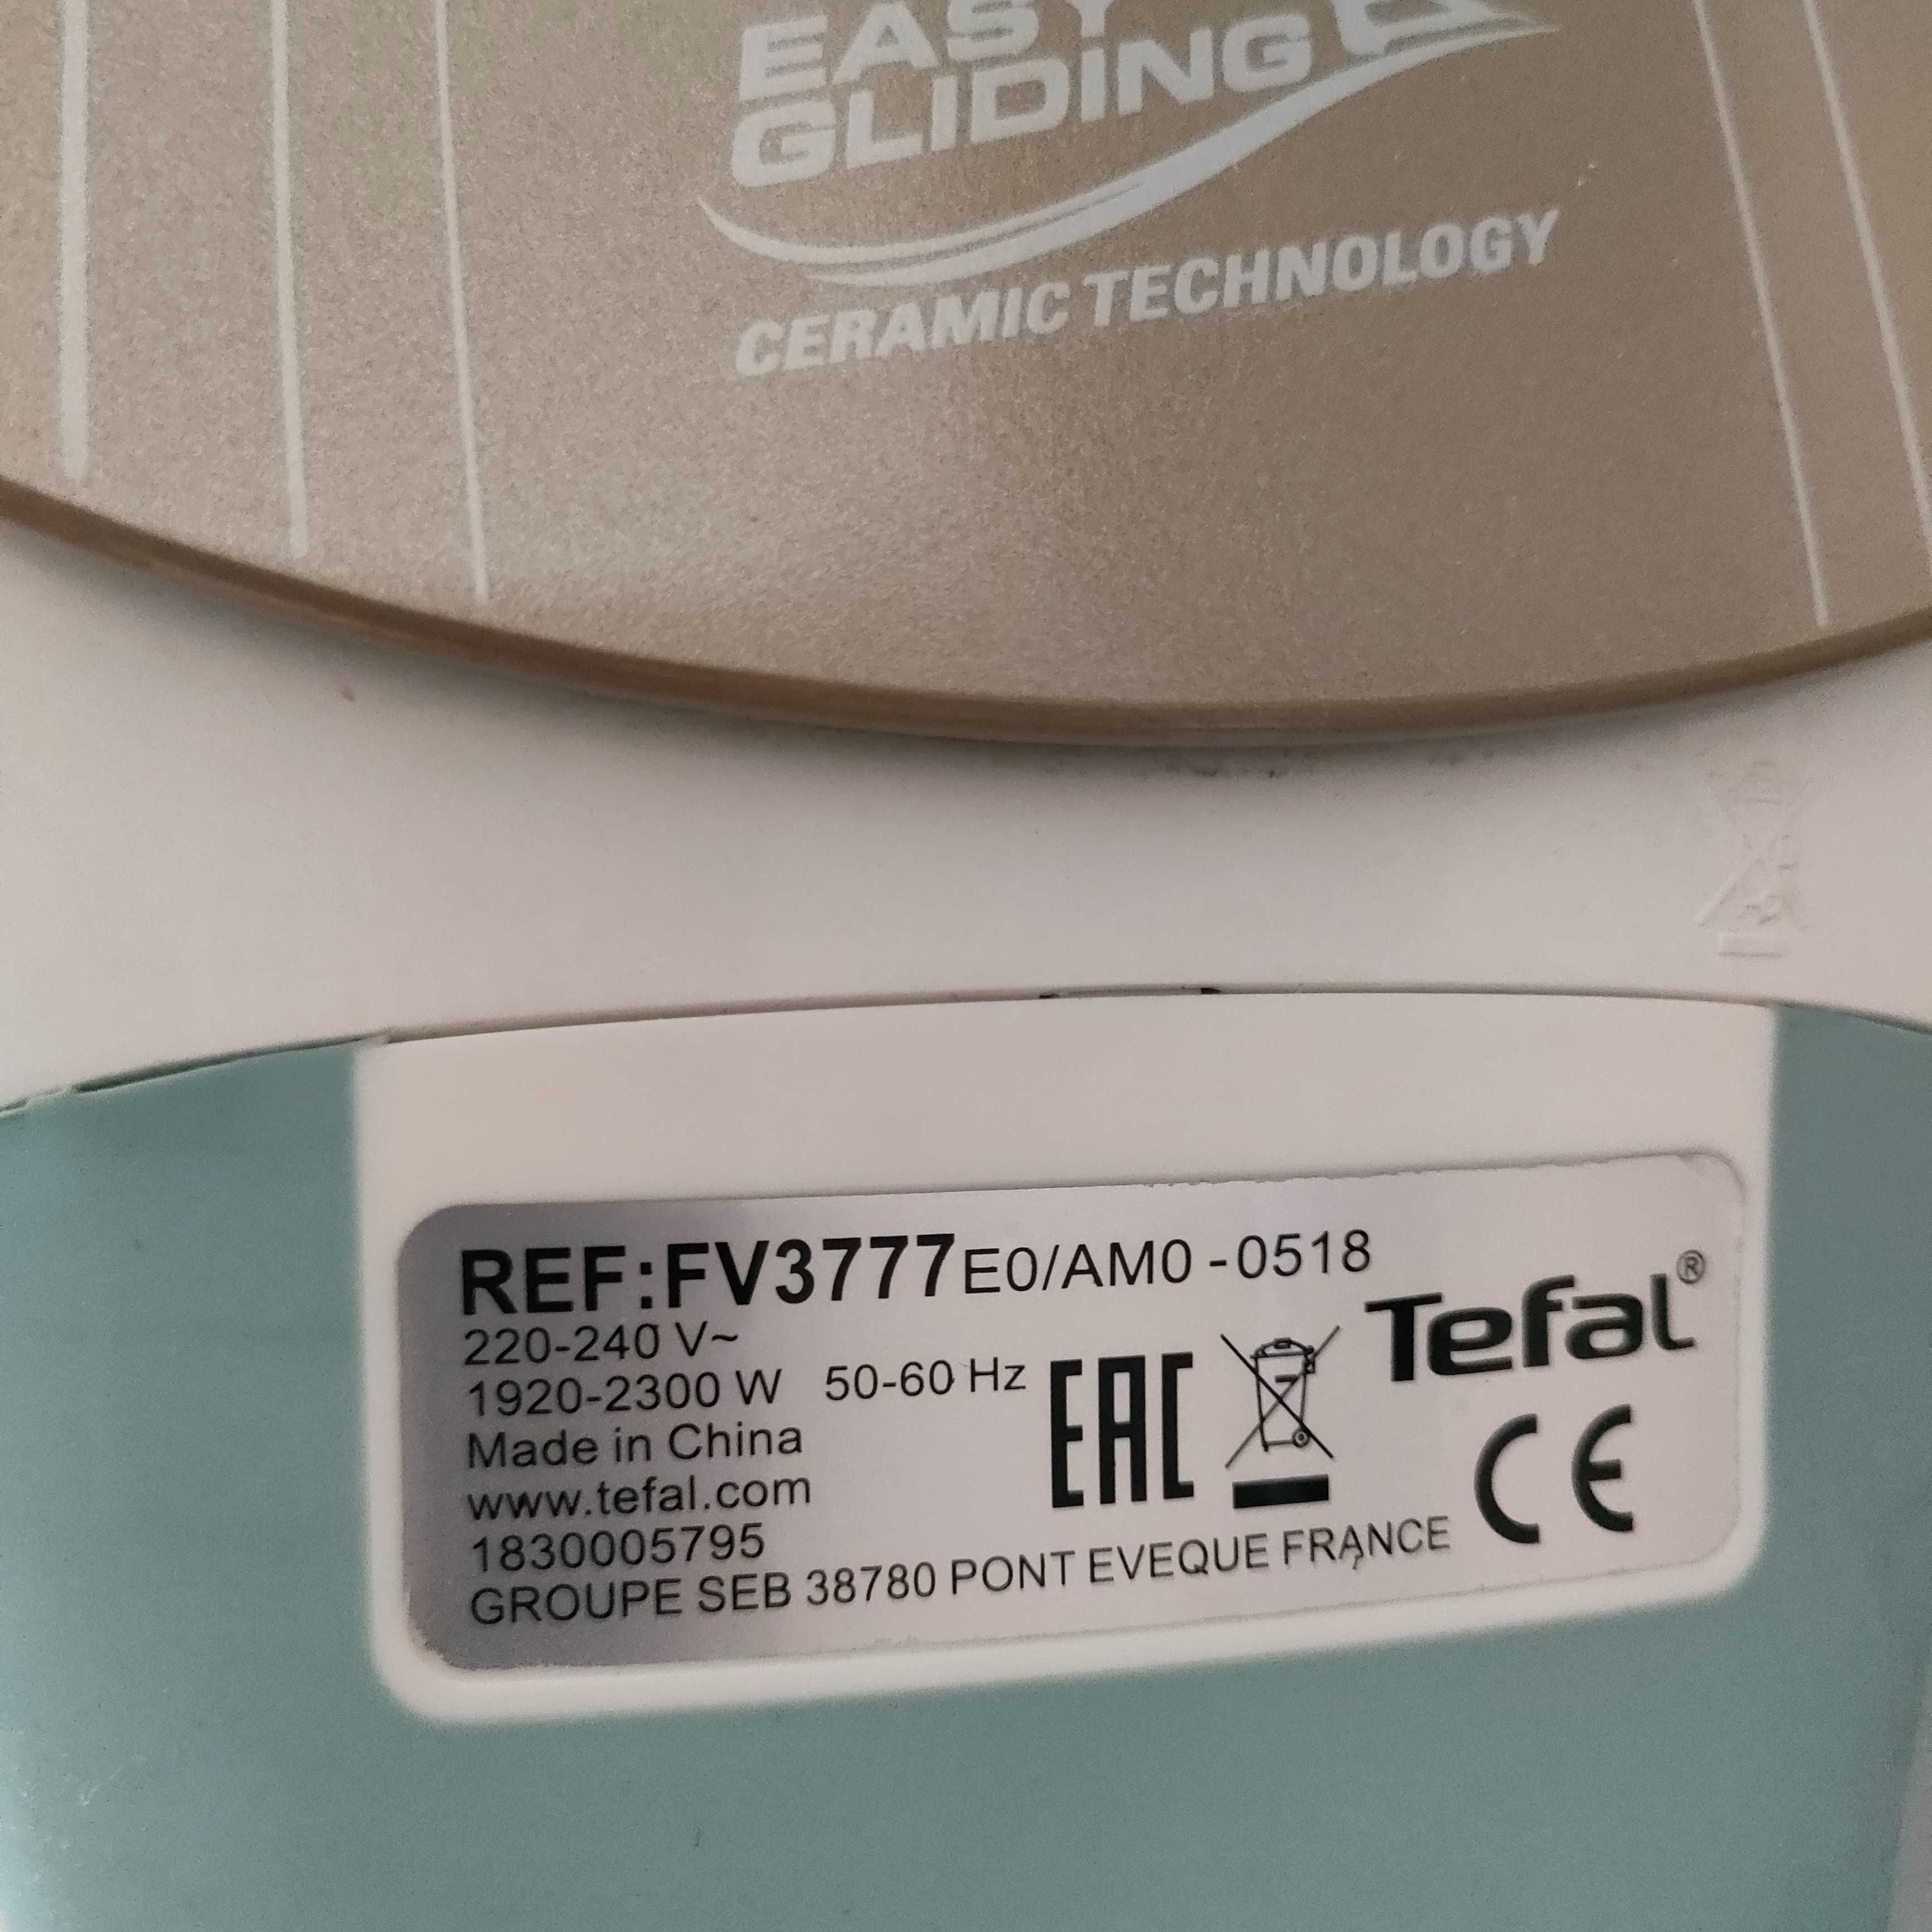 EASY
GLIDING
CERAMIC TECHNOLOGY
REF:FV3777E0/AM0-0518
Tefal®
220-240 V~
1920-2300 W 50-60 Hz
EAC
Made in China
www.tefal.com
CE
1830005795
GROUPE SEB 38780 PONT EVEQUE FRANCE